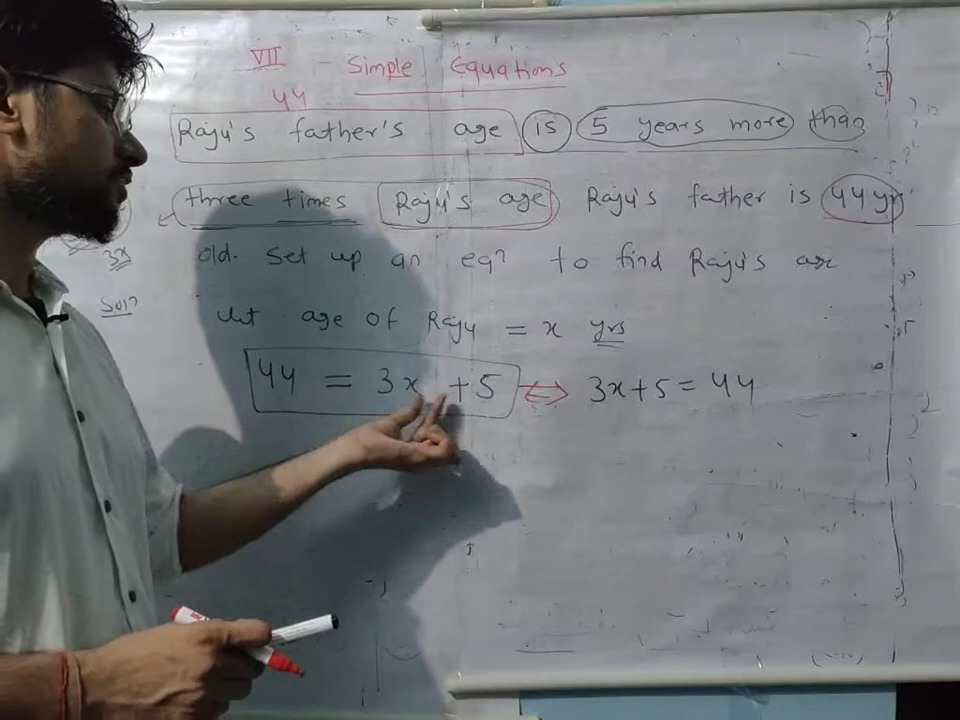 VII - Simple Equations
44
Raju's father's age is 5 years more than
three times Raju's age Raju's father is 44 yr
3x old. Set up an eqn to find Raju's age
Soln
Let age of Raju = x yrs
44 = 3x + 5 ⇔ 3x + 5 = 44